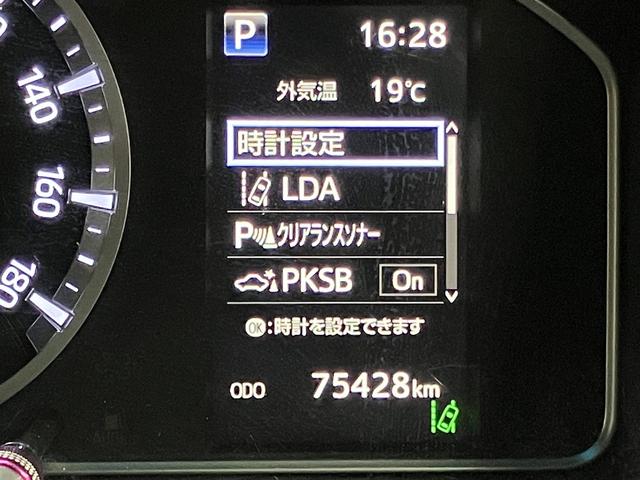 P 16:28
外気温 19℃
時計設定
LDA
Pクリアランスソナー
PKSB On
OK:時計を設定できます
ODO 75428km
140
160
180